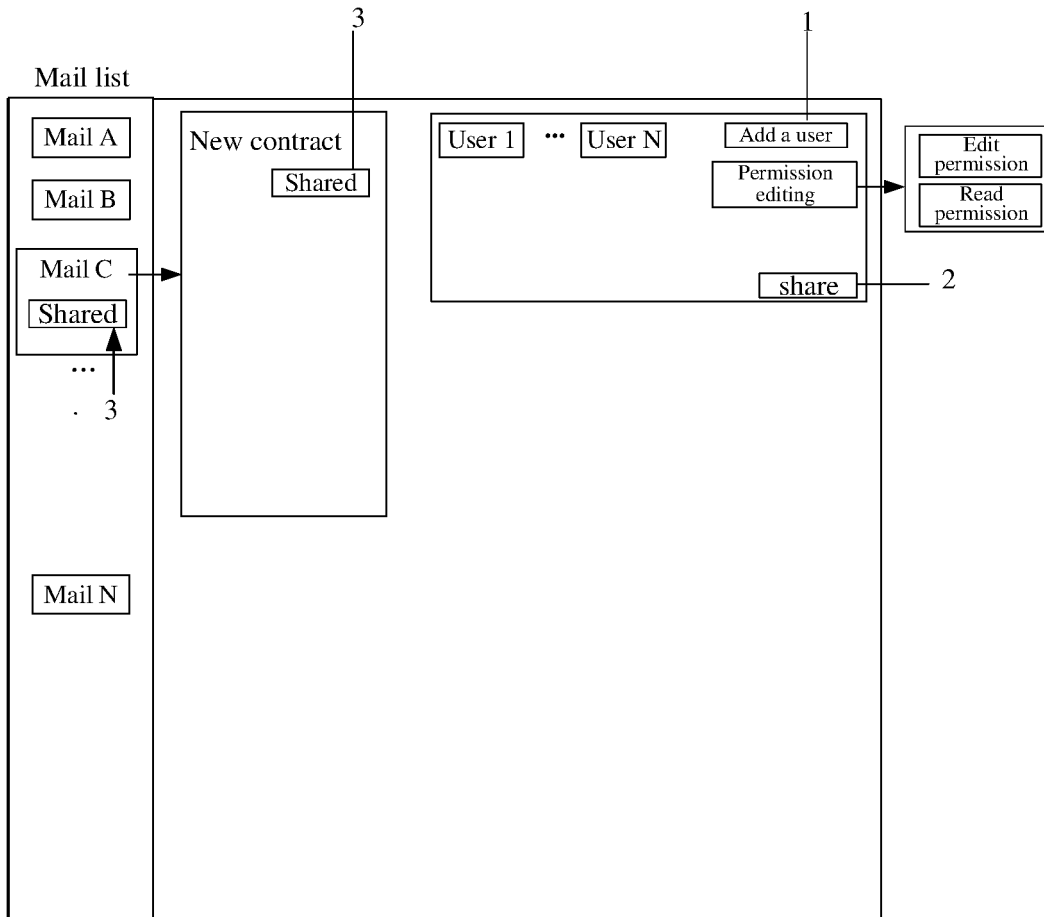 3
1
Mail list
Mail A
Mail B
Mail C
Shared
...
. 3
Mail N
New contract
Shared
User 1 ... User N
Add a user
Permission
editing
share
2
Edit
permission
Read
permission